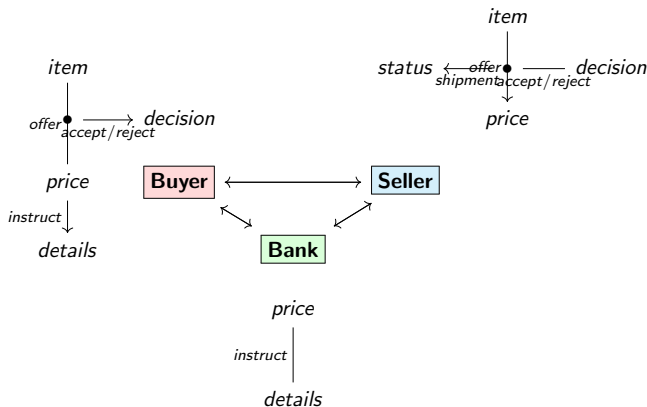 item
offer
accept/reject
decision
price
instruct
details
item
status
offer
shipment
accept/reject
decision
price
Buyer
Seller
Bank
price
instruct
details